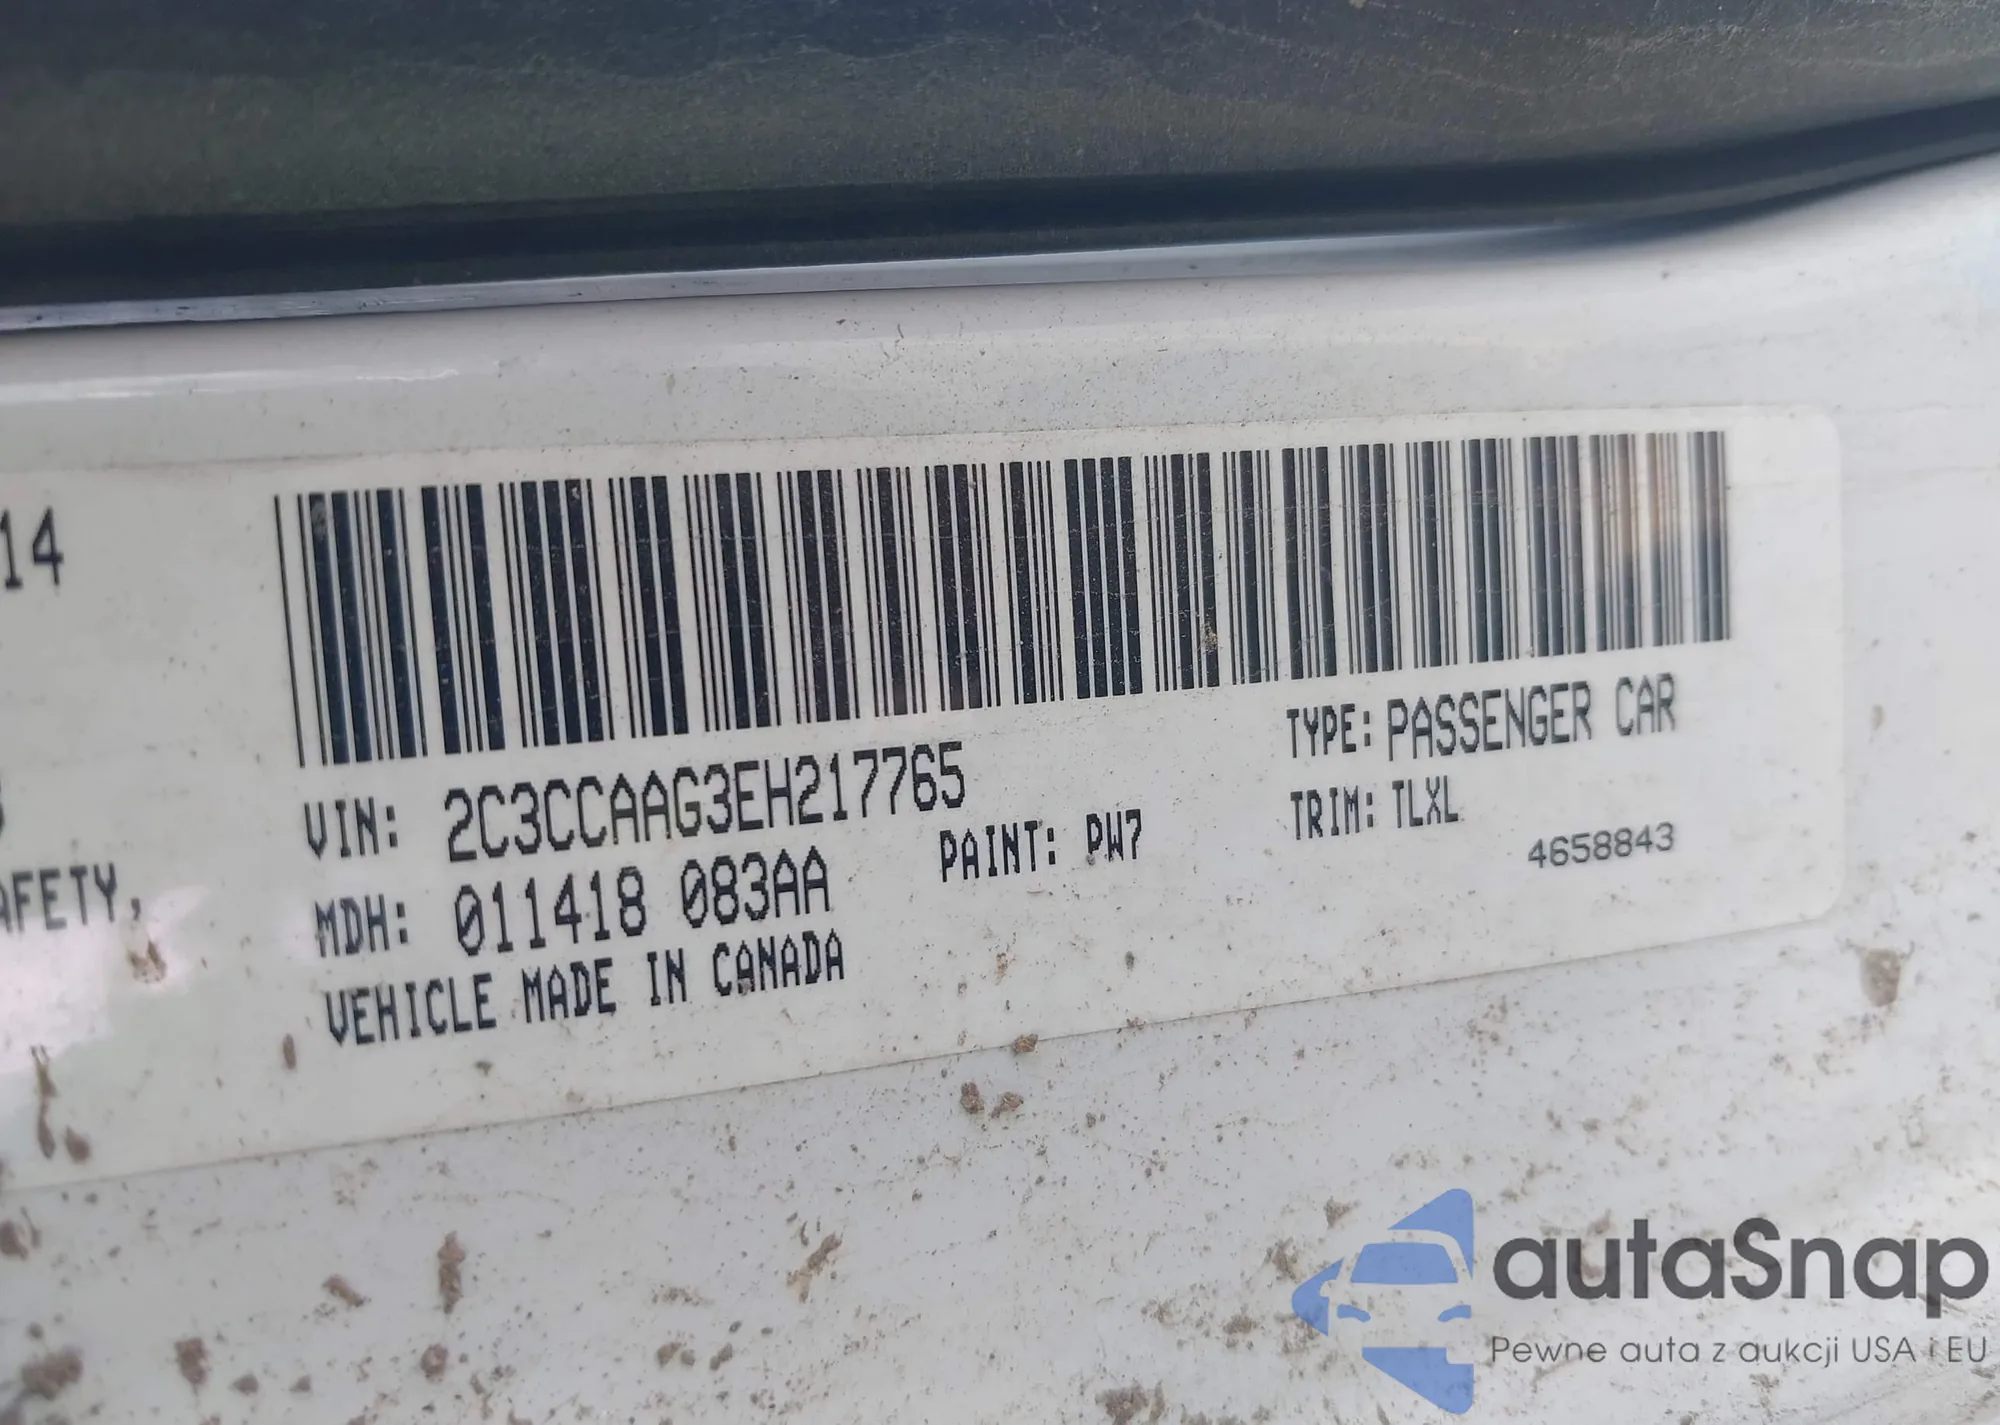 14
AFETY,
VIN: 2C3CCAAG3EH217765
MDH: 011418 083AA
PAINT: PW7
VEHICLE MADE IN CANADA
TYPE: PASSENGER CAR
TRIM: TLXL
4658843
autaSnap
Pewne auta z aukcji USA i EU